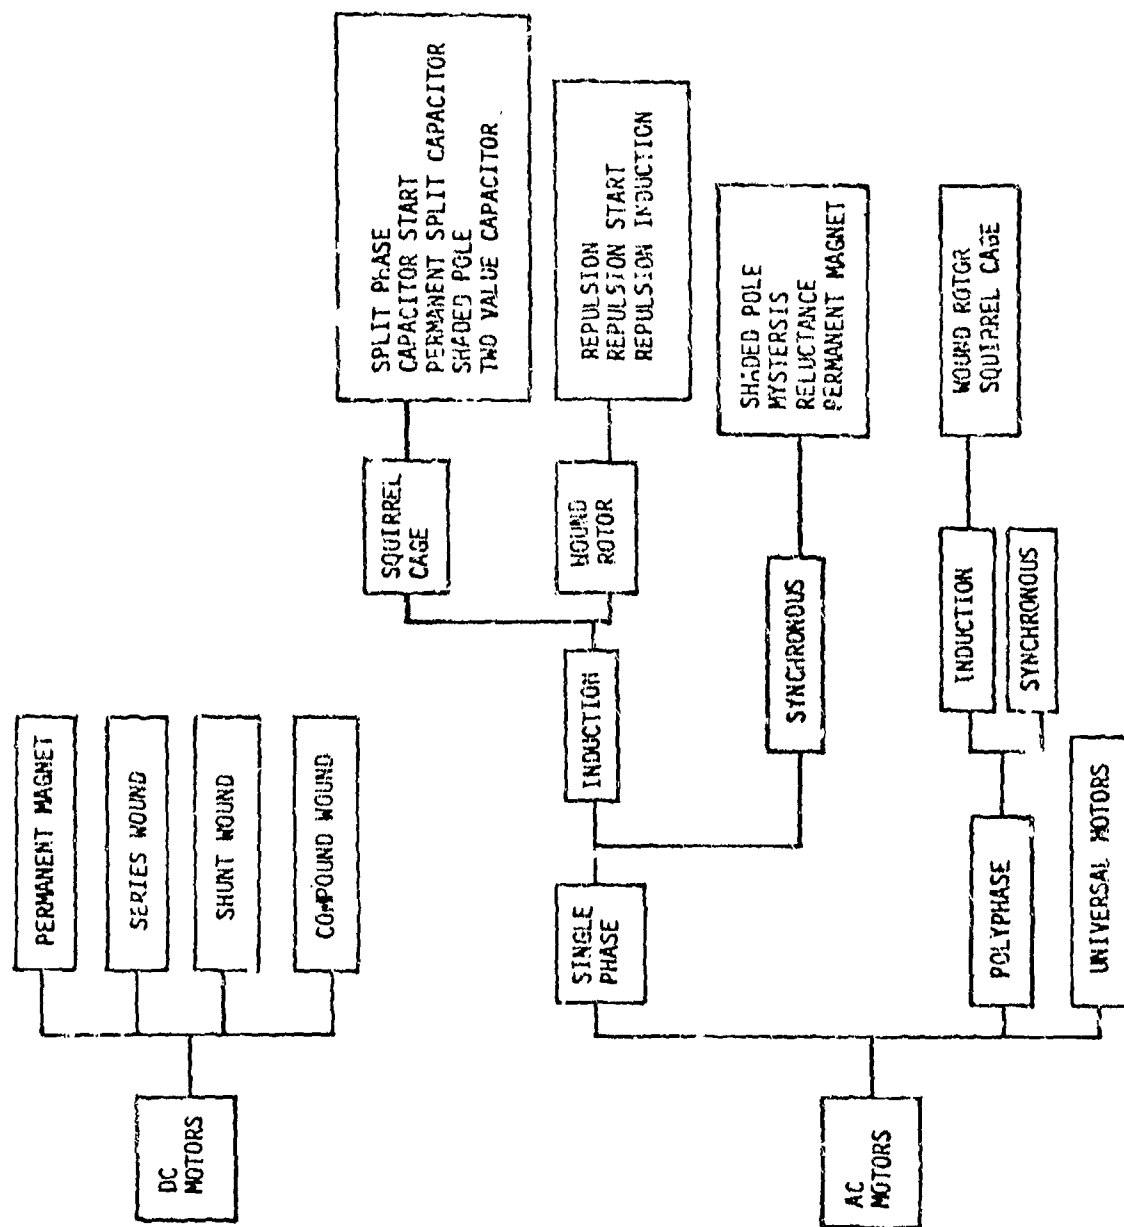 DC
MOTORS
PERMANENT MAGNET
SERIES WOUND
SHUNT WOUND
COMPOUND WOUND
AC
MOTORS
SINGLE
PHASE
INDUCTION
SQUIRREL
CAGE
SPLIT PHASE
CAPACITOR START
PERMANENT SPLIT CAPACITOR
SHADED POLE
TWO VALUE CAPACITOR
WOUND
ROTOR
REPULSION
REPULSION START
REPULSION INDUCTION
SYNCHRONOUS
SHADED POLE
MYSTERSIS
RELUCTANCE
PERMANENT MAGNET
POLYPHASE
INDUCTION
WOUND ROTOR
SQUIRREL CAGE
SYNCHRONOUS
UNIVERSAL MOTORS